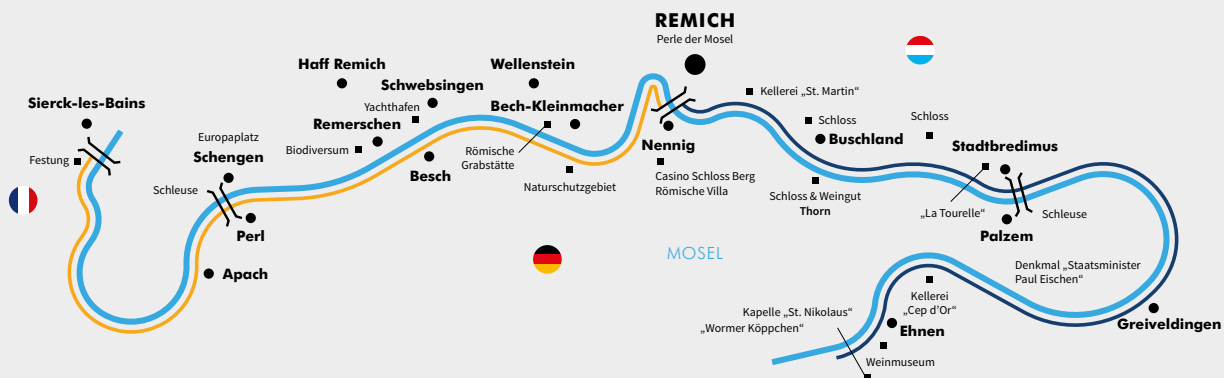 REMICH
Perle der Mosel
Haff Remich
Wellenstein
Schwebsingen
Kellerei „St. Martin“
Sierck-les-Bains
Yachthafen
Bech-Kleinmacher
Schloss
Schloss
Europaplatz
Remerschen
Buschland
Festung
Schengen
Biodiversum
Römische
Grabstätte
Nennig
Stadtbredimus
Besch
Casino Schloss Berg
Römische Villa
Schleuse
Naturschutzgebiet
Schloss & Weingut
Thorn
„La Tourelle“
Schleuse
Perl
Palzem
MOSEL
Apach
Denkmal „Staatsminister
Paul Eischen“
Kellerei
„Cep d’Or“
Kapelle „St. Nikolaus“
„Wormer Köppchen“
Ehnen
Greiveldingen
Weinmuseum